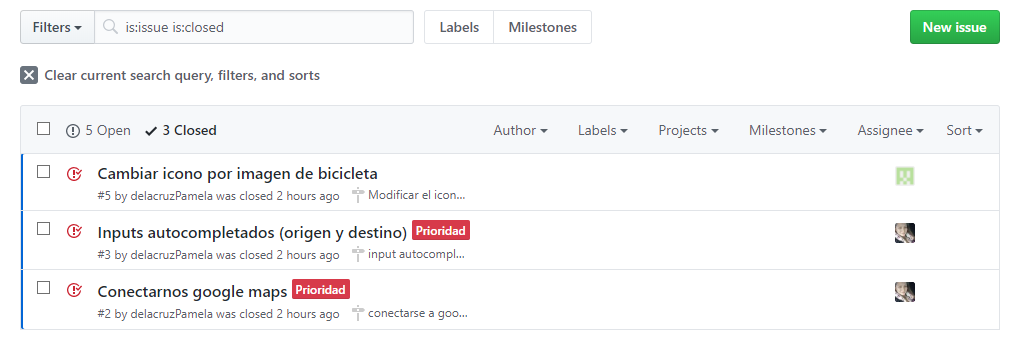 Filters is:issue is:closed Labels Milestones New issue
Clear current search query, filters, and sorts
5 Open 3 Closed Author Labels Projects Milestones Assignee Sort
Cambiar icono por imagen de bicicleta
#5 by delacruzPamela was closed 2 hours ago Modificar el icon...
Inputs autocompletados (origen y destino) Prioridad
#3 by delacruzPamela was closed 2 hours ago input autocompl...
Conectarnos google maps Prioridad
#2 by delacruzPamela was closed 2 hours ago conectarse a goo...